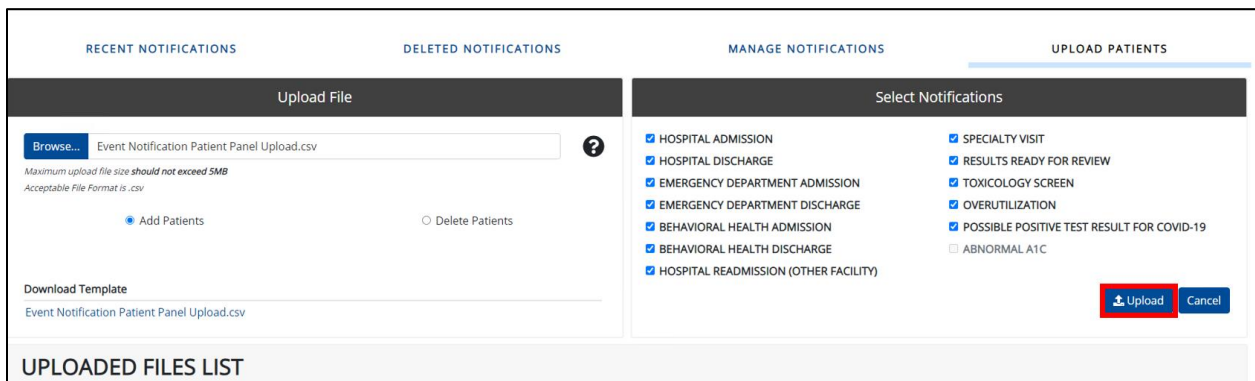 RECENT NOTIFICATIONS
DELETED NOTIFICATIONS
MANAGE NOTIFICATIONS
UPLOAD PATIENTS
Upload File
Browse...
Event Notification Patient Panel Upload.csv
Maximum upload file size should not exceed 5MB
Acceptable File Format is .csv
Add Patients
Delete Patients
Download Template
Event Notification Patient Panel Upload.csv
Select Notifications
HOSPITAL ADMISSION
HOSPITAL DISCHARGE
EMERGENCY DEPARTMENT ADMISSION
EMERGENCY DEPARTMENT DISCHARGE
BEHAVIORAL HEALTH ADMISSION
BEHAVIORAL HEALTH DISCHARGE
HOSPITAL READMISSION (OTHER FACILITY)
SPECIALTY VISIT
RESULTS READY FOR REVIEW
TOXICOLOGY SCREEN
OVERUTILIZATION
POSSIBLE POSITIVE TEST RESULT FOR COVID-19
ABNORMAL A1C
Upload
Cancel
UPLOADED FILES LIST